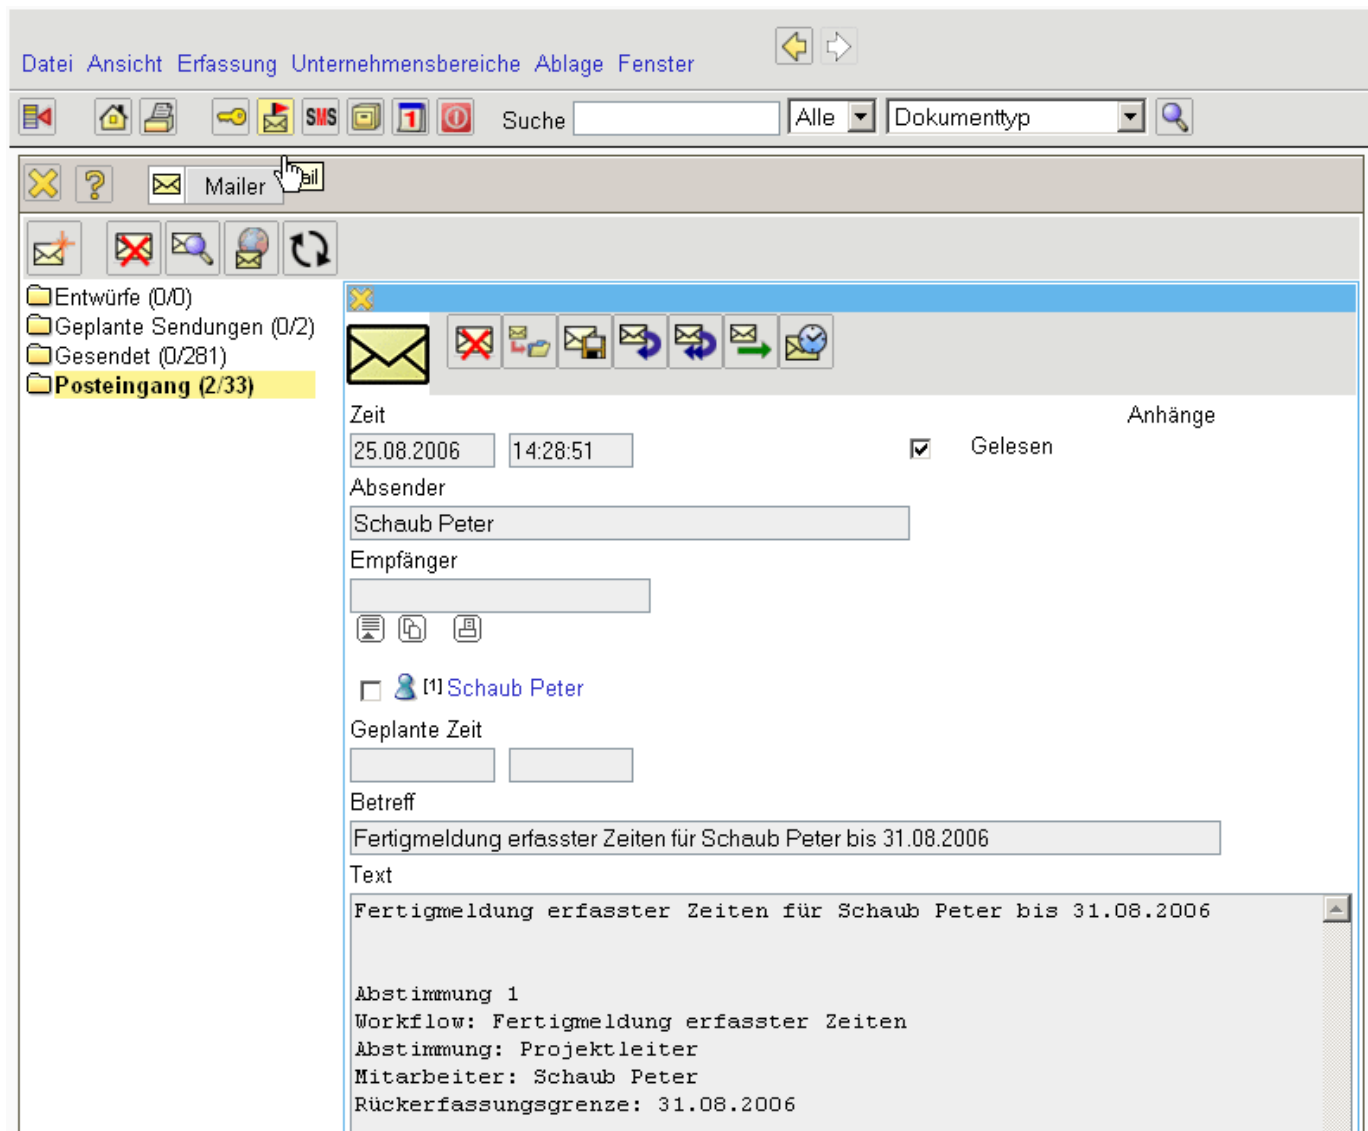 Datei Ansicht Erfassung Unternehmensbereiche Ablage Fenster
SMS 1 Suche Alle Dokumenttyp
Mailer
Entwürfe (0/0)
Geplante Sendungen (0/2)
Gesendet (0/281)
Posteingang (2/33)
Zeit Anhänge
25.08.2006 14:28:51 Gelesen
Absender
Schaub Peter
Empfänger
[1] Schaub Peter
Geplante Zeit
Betreff
Fertigmeldung erfasster Zeiten für Schaub Peter bis 31.08.2006
Text
Fertigmeldung erfasster Zeiten für Schaub Peter bis 31.08.2006
Abstimmung 1
Workflow: Fertigmeldung erfasster Zeiten
Abstimmung: Projektleiter
Mitarbeiter: Schaub Peter
Rückerfassungsgrenze: 31.08.2006